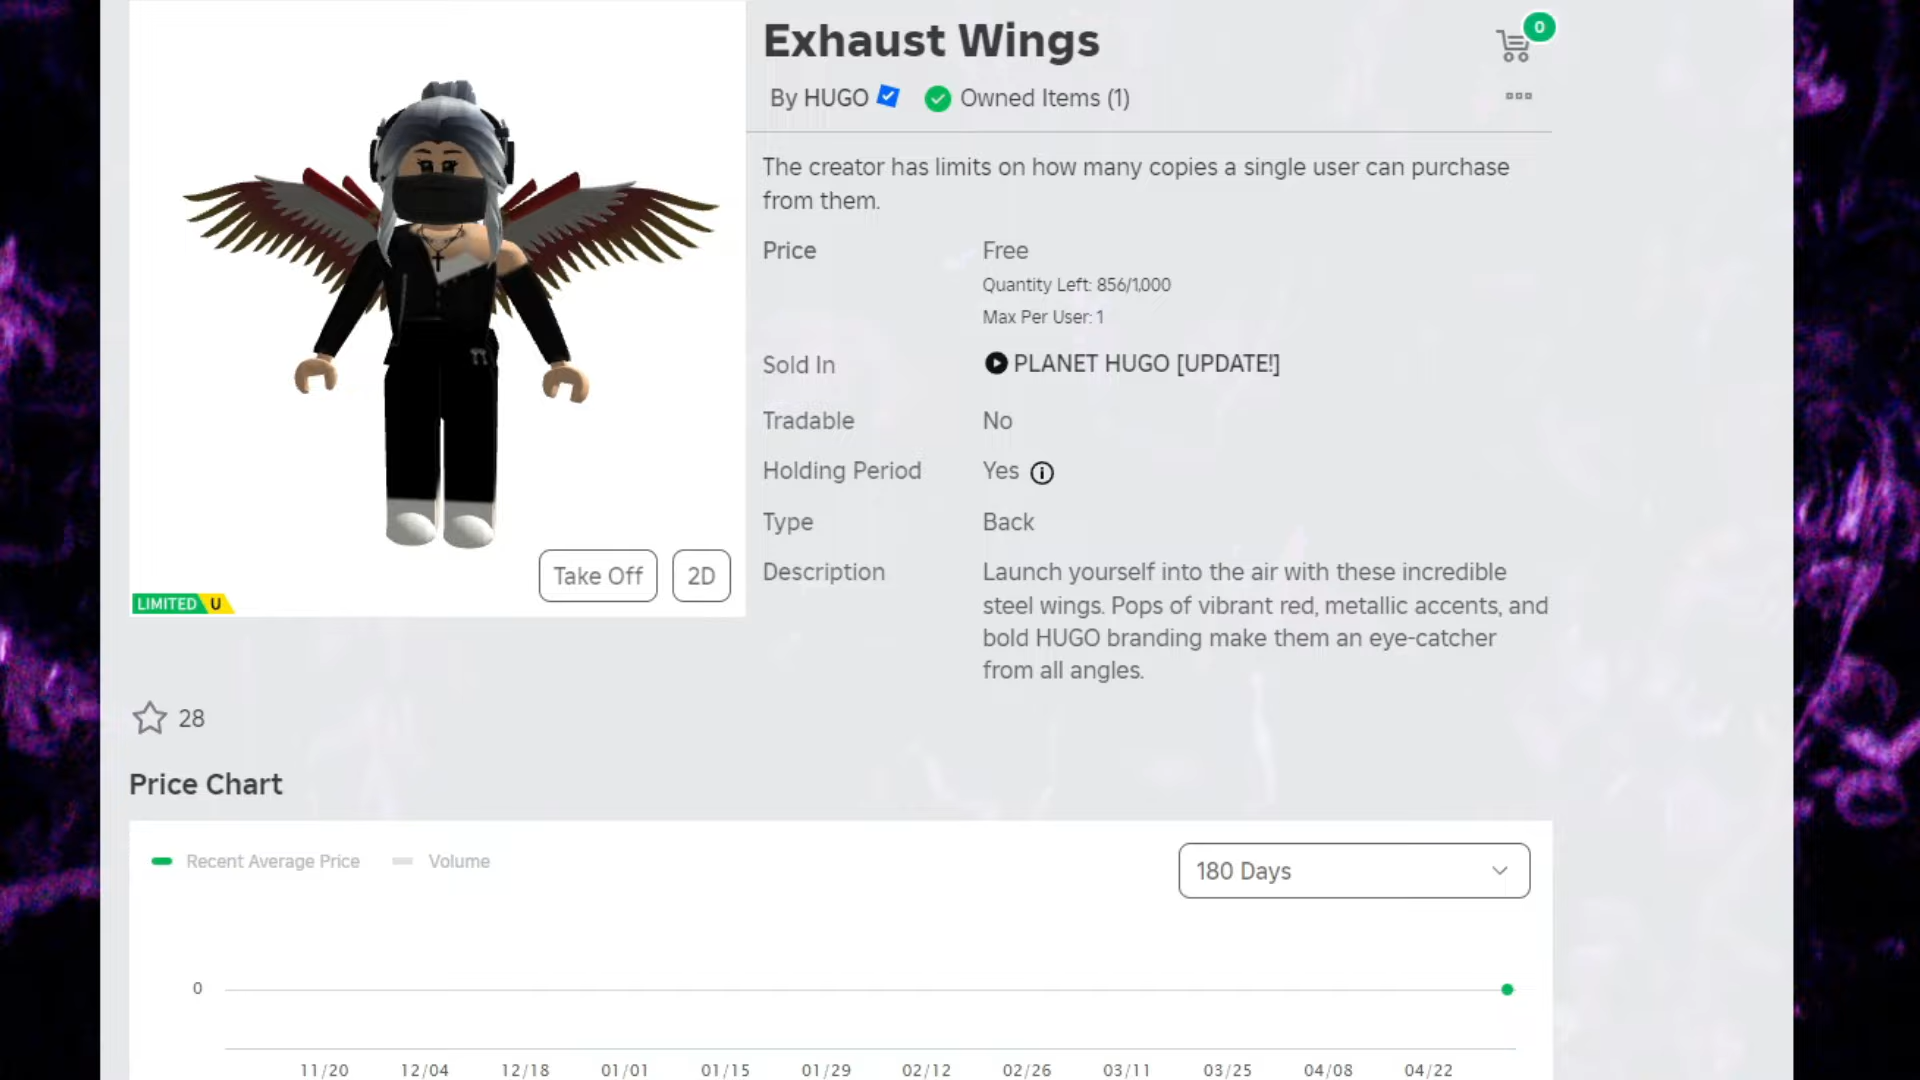 Exhaust Wings
0
By HUGO
Owned Items (1)
The creator has limits on how many copies a single user can purchase
from them.
Price
Free
Quantity Left: 856/1,000
Max Per User: 1
Sold In
PLANET HUGO [UPDATE!]
Tradable
No
Holding Period
Yes
Type
Back
Description
Launch yourself into the air with these incredible
steel wings. Pops of vibrant red, metallic accents, and
bold HUGO branding make them an eye-catcher
from all angles.
Take Off
2D
LIMITED U
28
Price Chart
Recent Average Price
Volume
180 Days
0
11/20 12/04 12/18 01/01 01/15 01/29 02/12 02/26 03/11 03/25 04/08 04/22